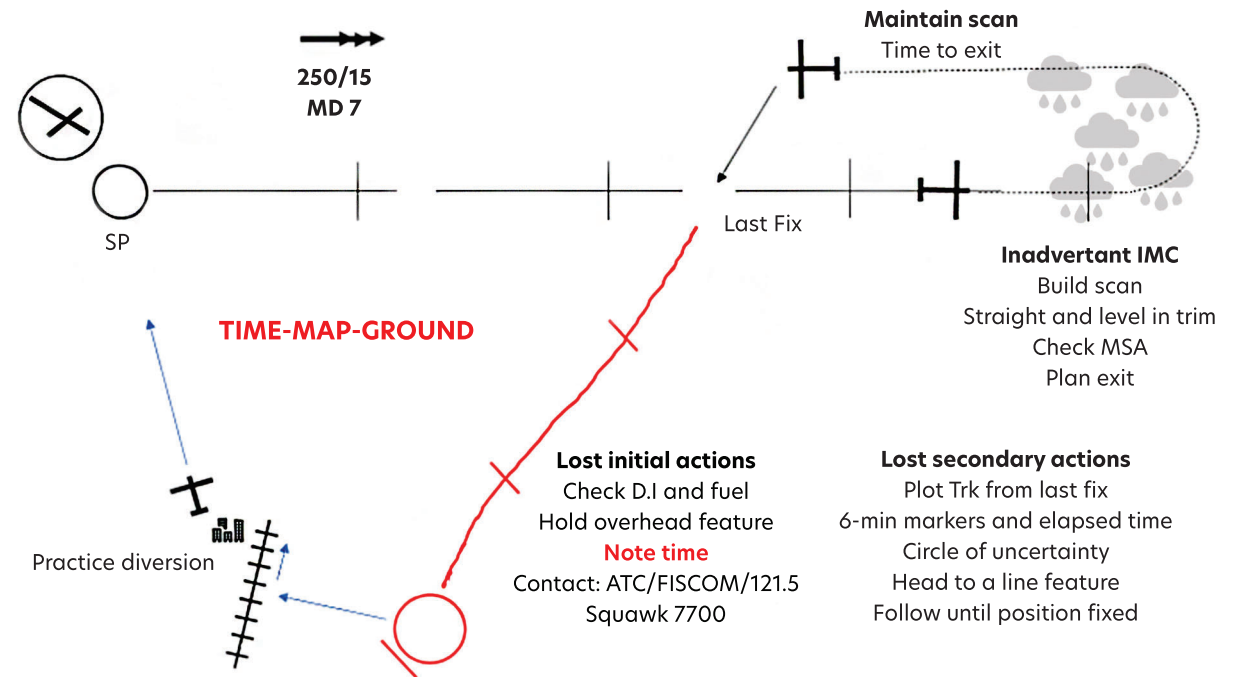 Maintain scan
Time to exit
250/15
MD 7
SP
Last Fix
Inadvertant IMC
Build scan
Straight and level in trim
Check MSA
Plan exit
TIME-MAP-GROUND
Lost initial actions
Check D.I and fuel
Hold overhead feature
Note time
Contact: ATC/FISCOM/121.5
Squawk 7700
Lost secondary actions
Plot Trk from last fix
6-min markers and elapsed time
Circle of uncertainty
Head to a line feature
Follow until position fixed
Practice diversion